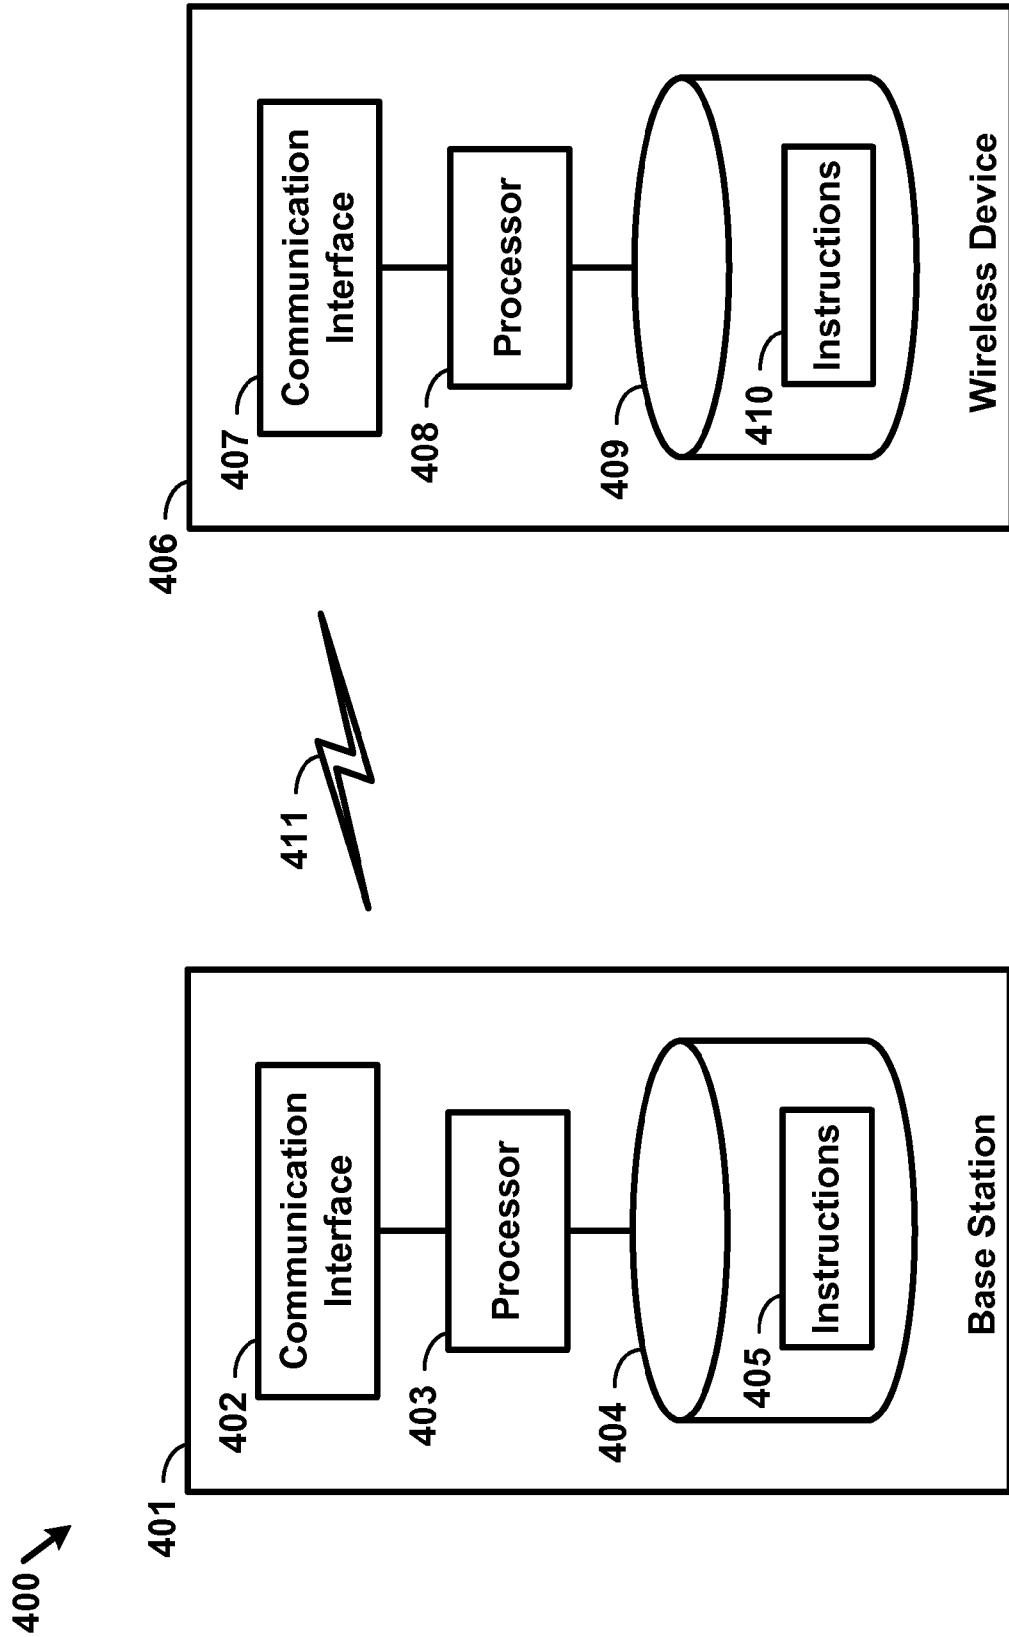 400
401
402
Communication
Interface
403
Processor
404
405
Instructions
Base Station
411
406
407
Communication
Interface
408
Processor
409
410
Instructions
Wireless Device